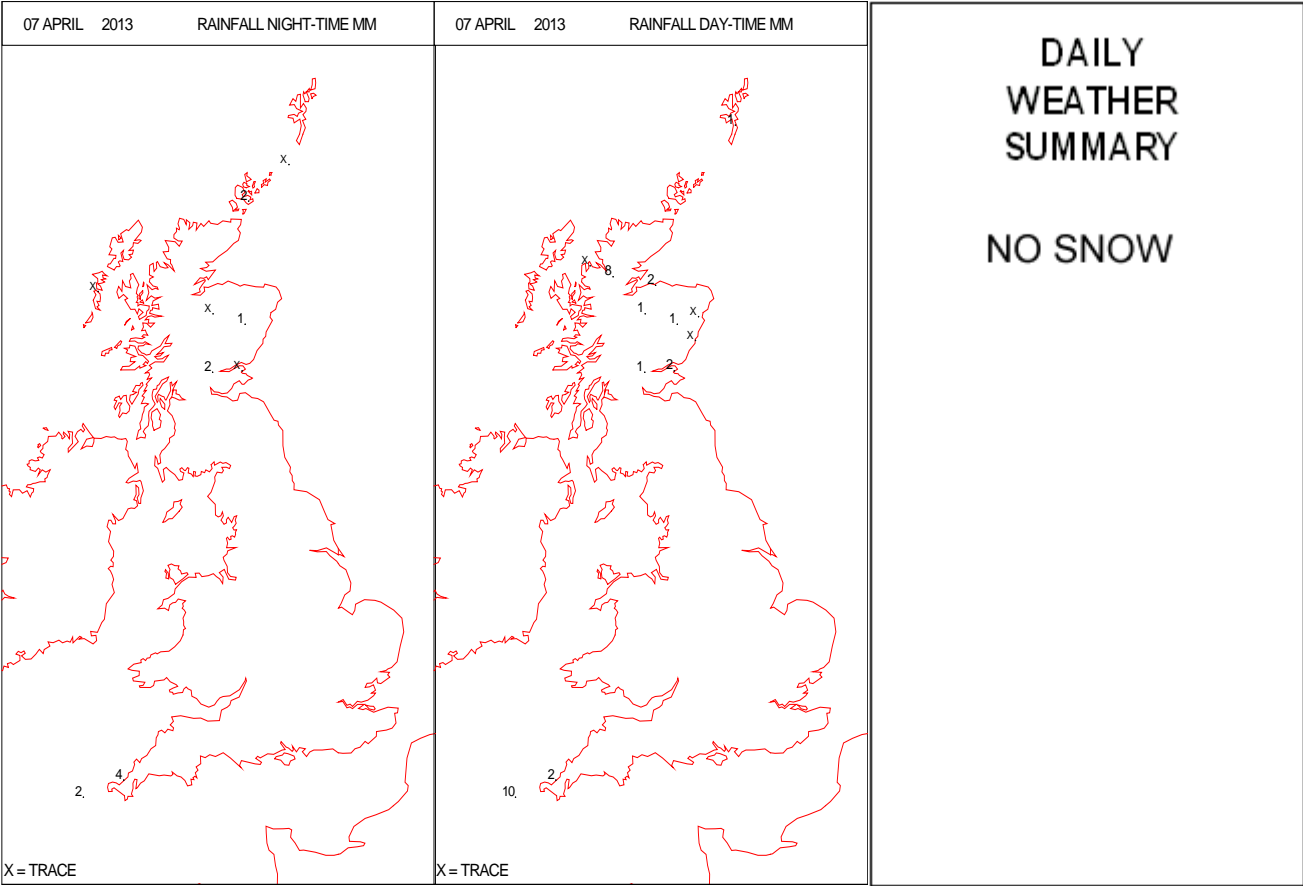 07 APRIL 2013 RAINFALL NIGHT-TIME MM
X.
2.
X.
X.
1.
2. X.
4.
2.
X = TRACE
07 APRIL 2013 RAINFALL DAY-TIME MM
1.
X.
8.
2.
1.
X.
1.
X.
1. 2.
2.
10.
X = TRACE
DAILY
WEATHER
SUMMARY
NO SNOW